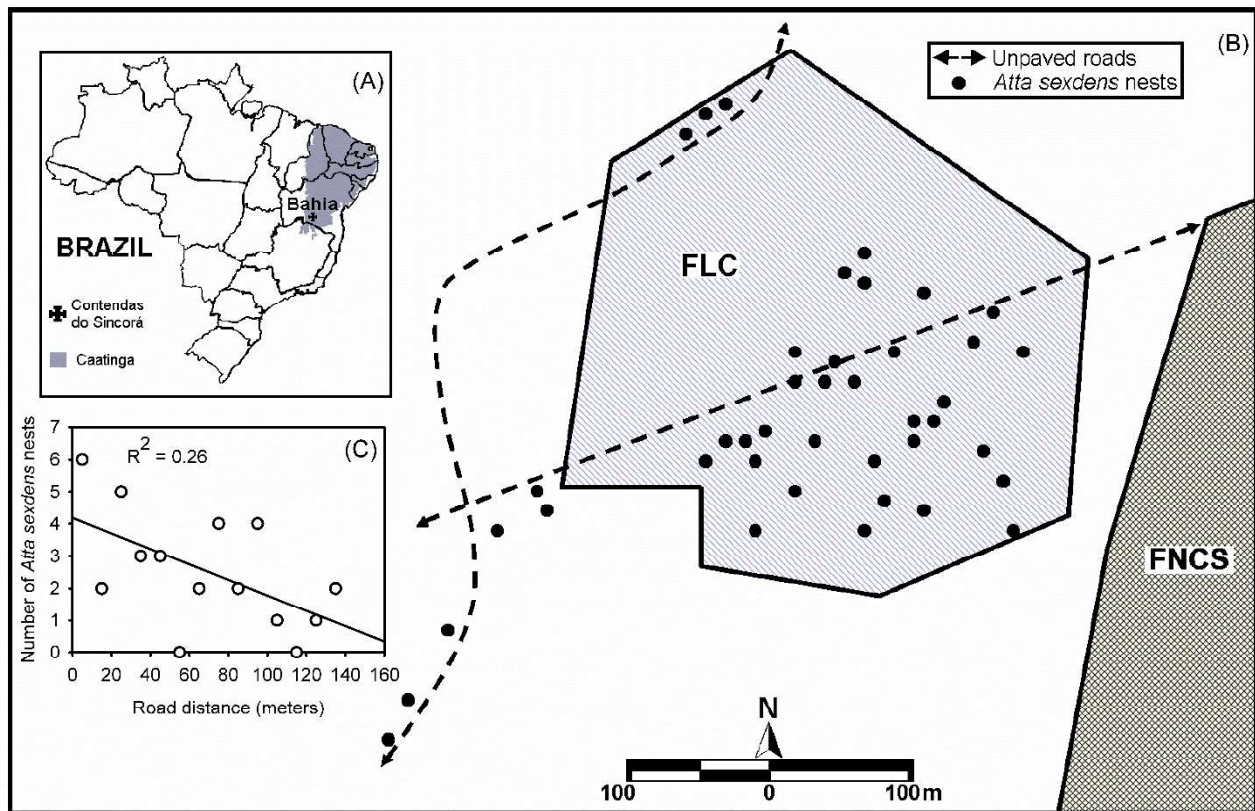 (A)
Bahia
BRAZIL
Contendas
do Sincorá
Caatinga
(B)
Unpaved roads
Atta sexdens nests
FLC
FNCS
N
100 0 100 m
(C)
R2 = 0.26
Number of Atta sexdens nests
7
6
5
4
3
2
1
0
0 20 40 60 80 100 120 140 160
Road distance (meters)